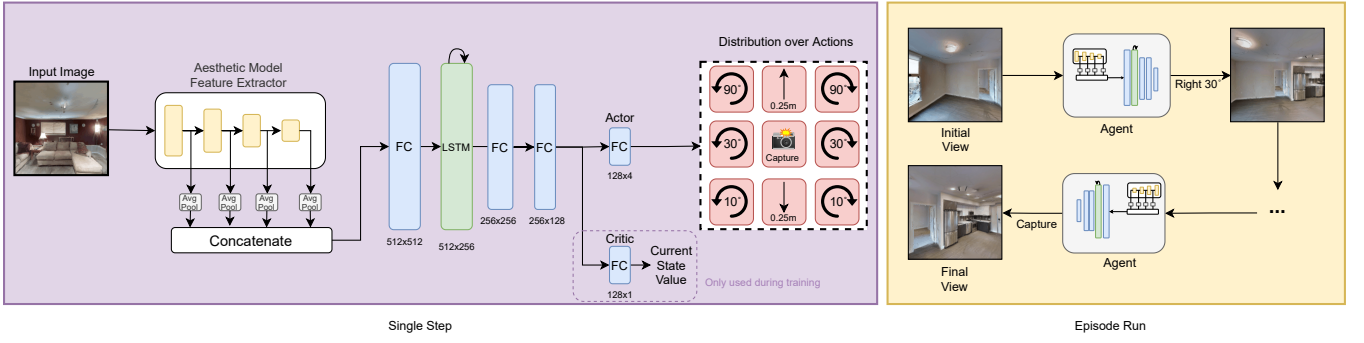 Input Image
Aesthetic Model
Feature Extractor
Avg
Pool
Avg
Pool
Avg
Pool
Avg
Pool
Concatenate
FC
512x512
LSTM
512x256
FC
256x256
FC
256x128
Actor
FC
128x4
Critic
FC
128x1
Current
State
Value
Only used during training
Distribution over Actions
90°
0.25m
90°
30°
Capture
30°
10°
0.25m
10°
Single Step
Initial
View
Agent
Right 30°
...
Agent
Capture
Final
View
Episode Run